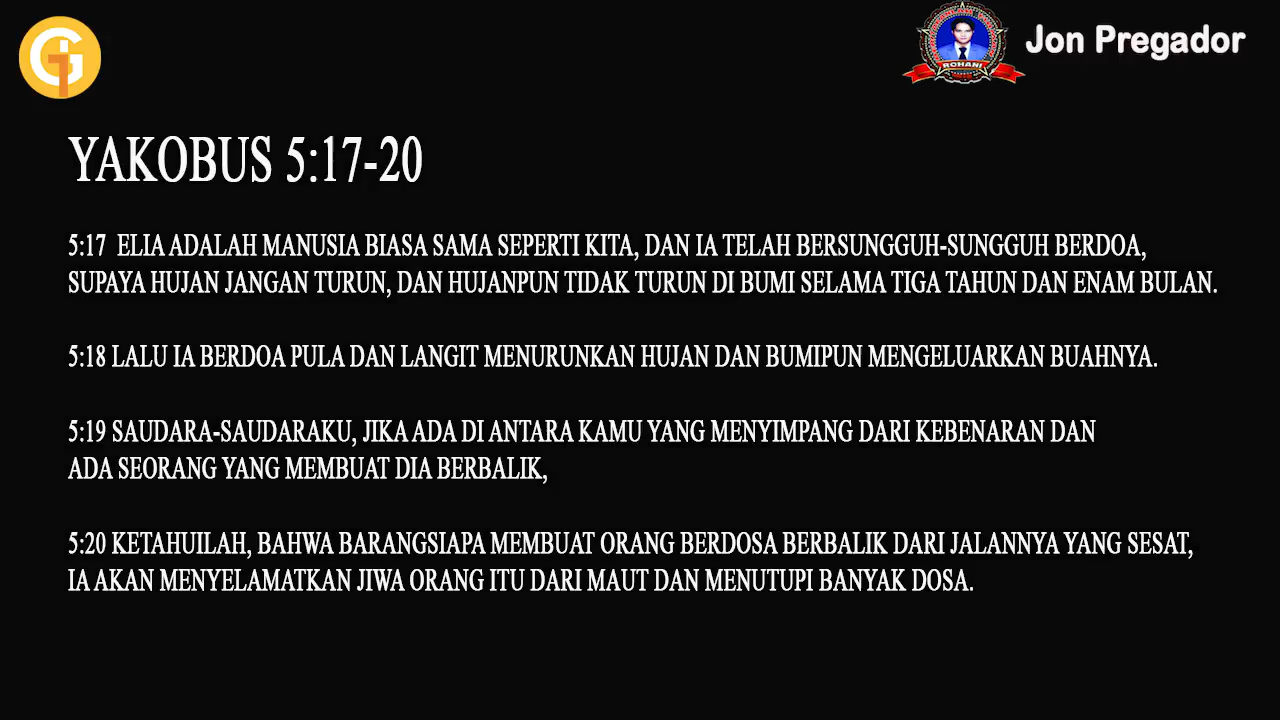 Jon Pregador
ROHANI
YAKOBUS 5:17-20
5:17 ELIA ADALAH MANUSIA BIASA SAMA SEPERTI KITA, DAN IA TELAH BERSUNGGUH-SUNGGUH BERDOA,
SUPAYA HUJAN JANGAN TURUN, DAN HUJANPUN TIDAK TURUN DI BUMI SELAMA TIGA TAHUN DAN ENAM BULAN.
5:18 LALU IA BERDOA PULA DAN LANGIT MENURUNKAN HUJAN DAN BUMIPUN MENGELUARKAN BUAHNYA.
5:19 SAUDARA-SAUDARAKU, JIKA ADA DI ANTARA KAMU YANG MENYIMPANG DARI KEBENARAN DAN
ADA SEORANG YANG MEMBUAT DIA BERBALIK,
5:20 KETAHUILAH, BAHWA BARANGSIAPA MEMBUAT ORANG BERDOSA BERBALIK DARI JALANNYA YANG SESAT,
IA AKAN MENYELAMATKAN JIWA ORANG ITU DARI MAUT DAN MENUTUPI BANYAK DOSA.